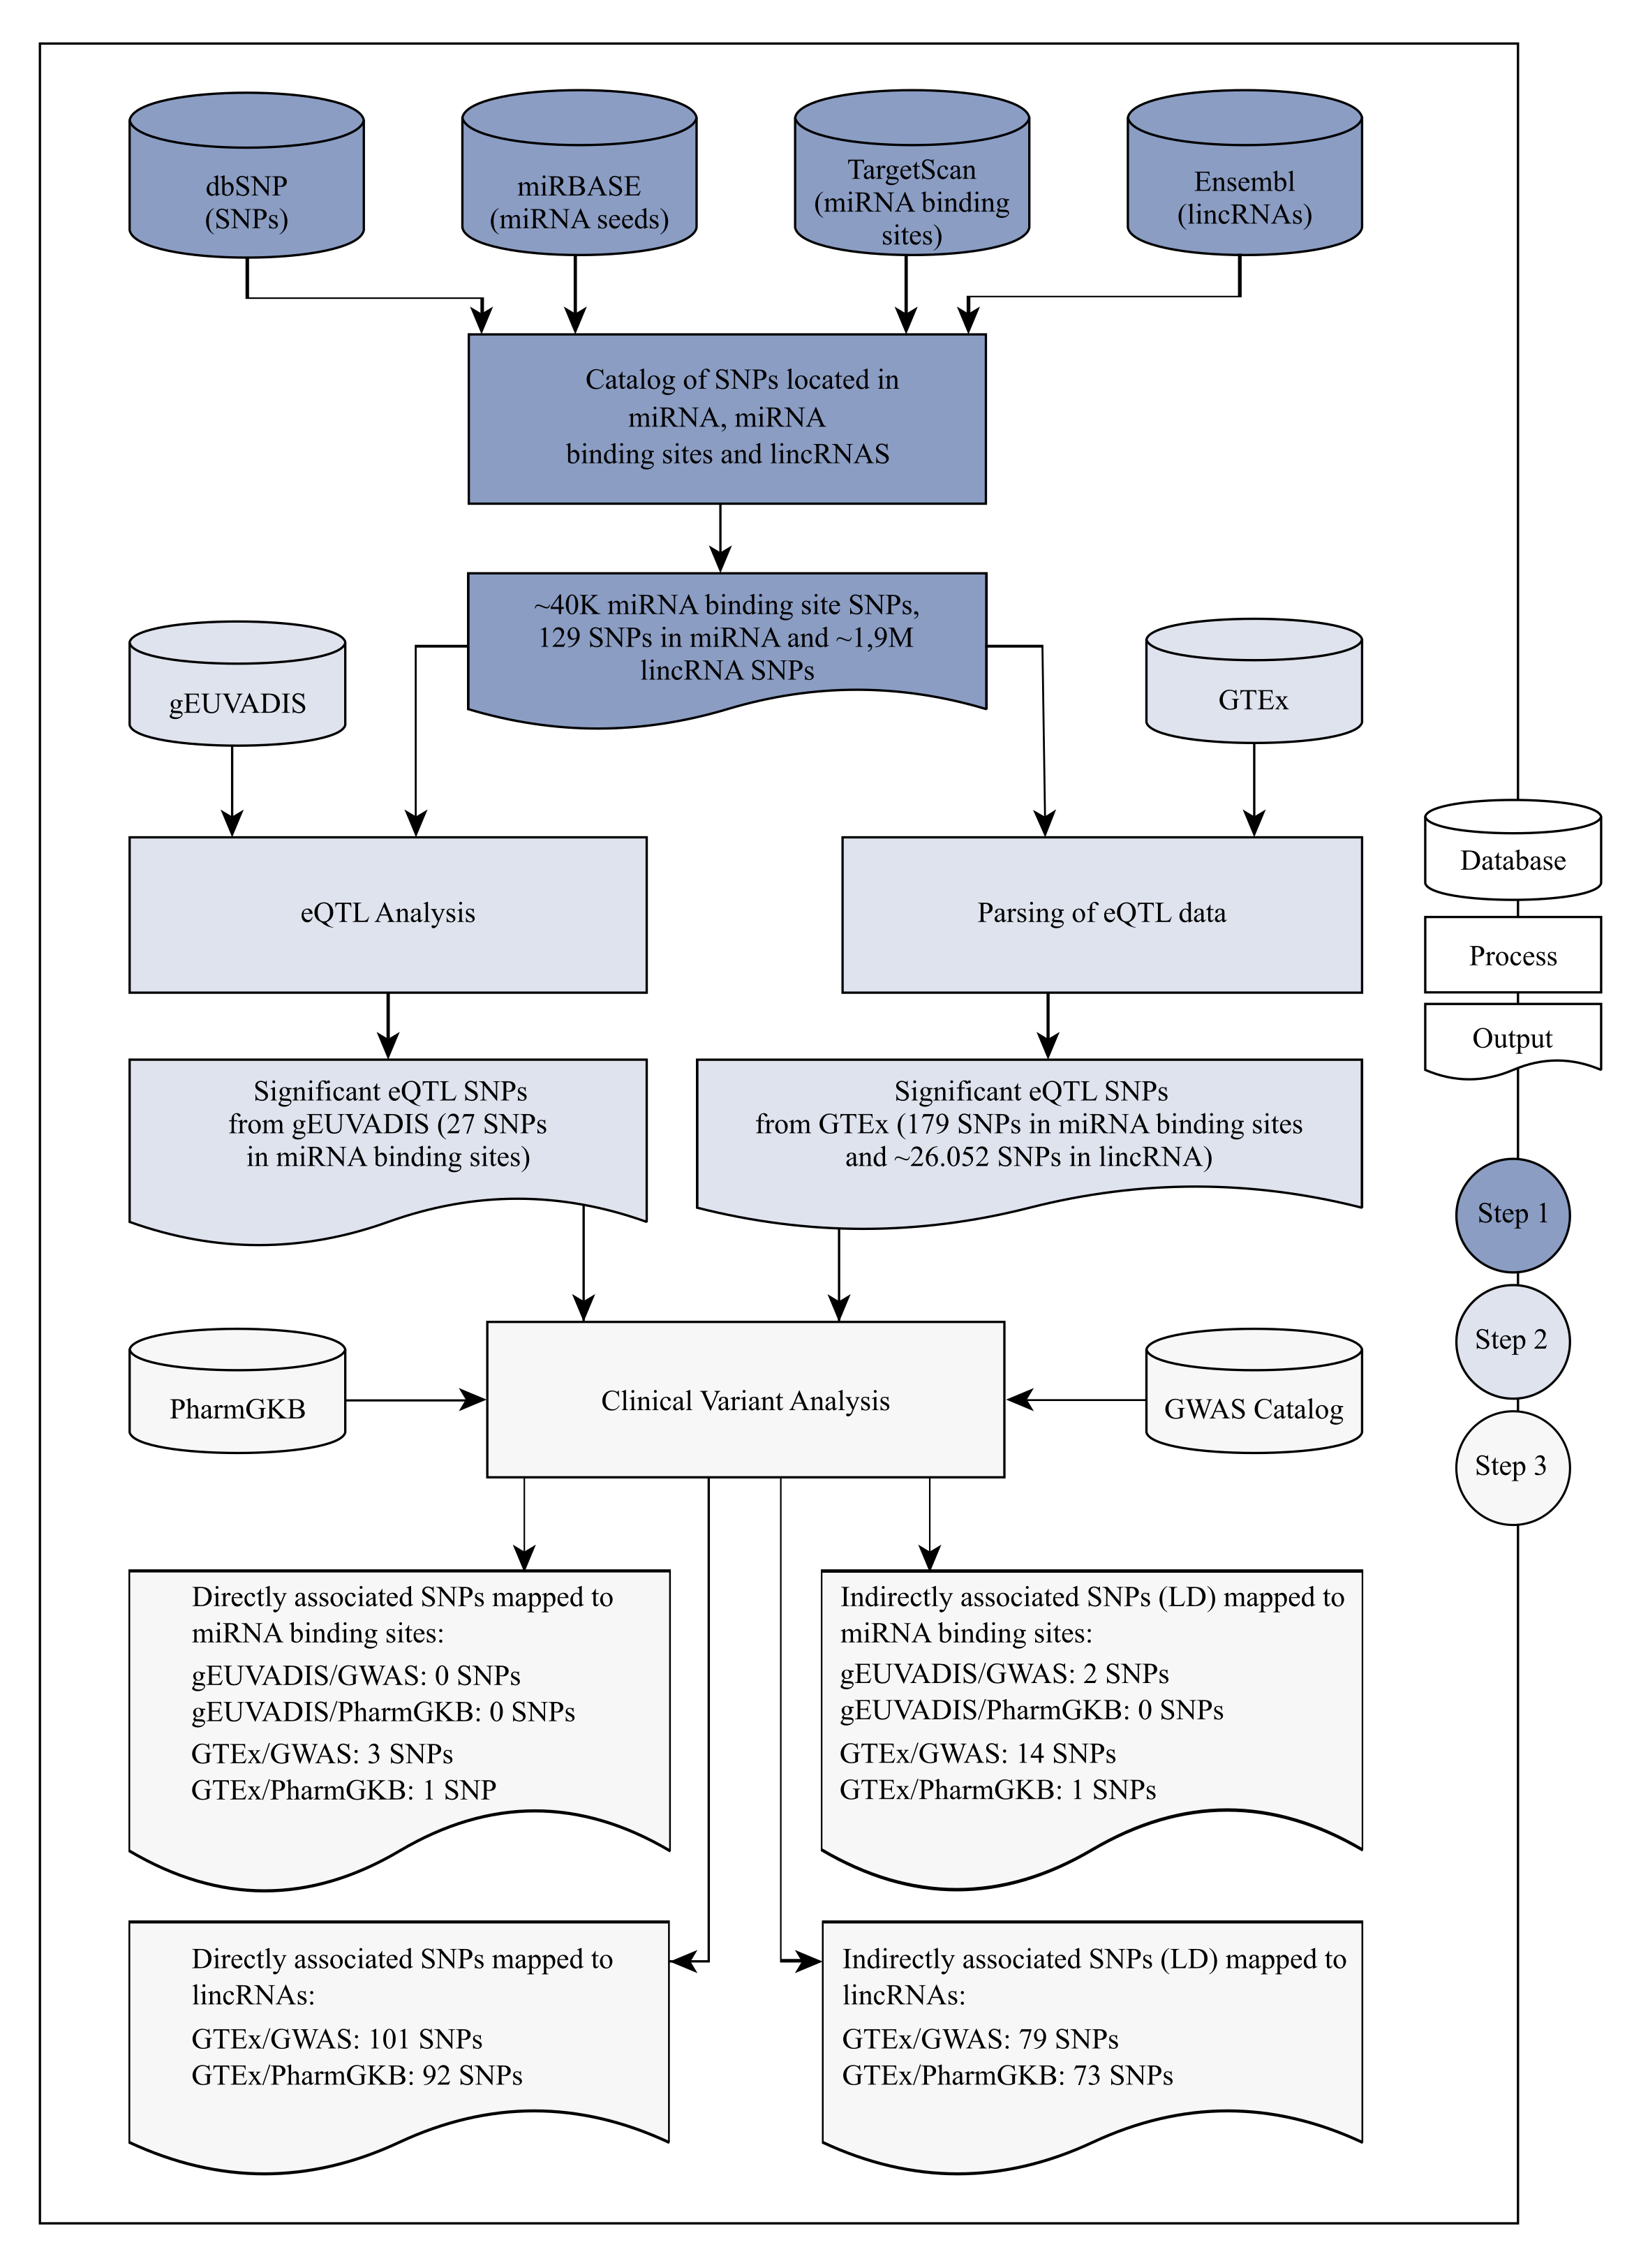 dbSNP
(SNPs)
miRBASE
(miRNA seeds)
TargetScan
(miRNA binding
sites)
Ensembl
(lincRNAs)
Catalog of SNPs located in
miRNA, miRNA
binding sites and lincRNAS
~40K miRNA binding site SNPs,
129 SNPs in miRNA and ~1,9M
lincRNA SNPs
gEUVADIS
GTEx
eQTL Analysis
Parsing of eQTL data
Database
Process
Output
Significant eQTL SNPs
from gEUVADIS (27 SNPs
in miRNA binding sites)
Significant eQTL SNPs
from GTEx (179 SNPs in miRNA binding sites
and ~26.052 SNPs in lincRNA)
Step 1
Step 2
Step 3
PharmGKB
Clinical Variant Analysis
GWAS Catalog
Directly associated SNPs mapped to
miRNA binding sites:
gEUVADIS/GWAS: 0 SNPs
gEUVADIS/PharmGKB: 0 SNPs
GTEx/GWAS: 3 SNPs
GTEx/PharmGKB: 1 SNP
Indirectly associated SNPs (LD) mapped to
miRNA binding sites:
gEUVADIS/GWAS: 2 SNPs
gEUVADIS/PharmGKB: 0 SNPs
GTEx/GWAS: 14 SNPs
GTEx/PharmGKB: 1 SNPs
Directly associated SNPs mapped to
lincRNAs:
GTEx/GWAS: 101 SNPs
GTEx/PharmGKB: 92 SNPs
Indirectly associated SNPs (LD) mapped to
lincRNAs:
GTEx/GWAS: 79 SNPs
GTEx/PharmGKB: 73 SNPs